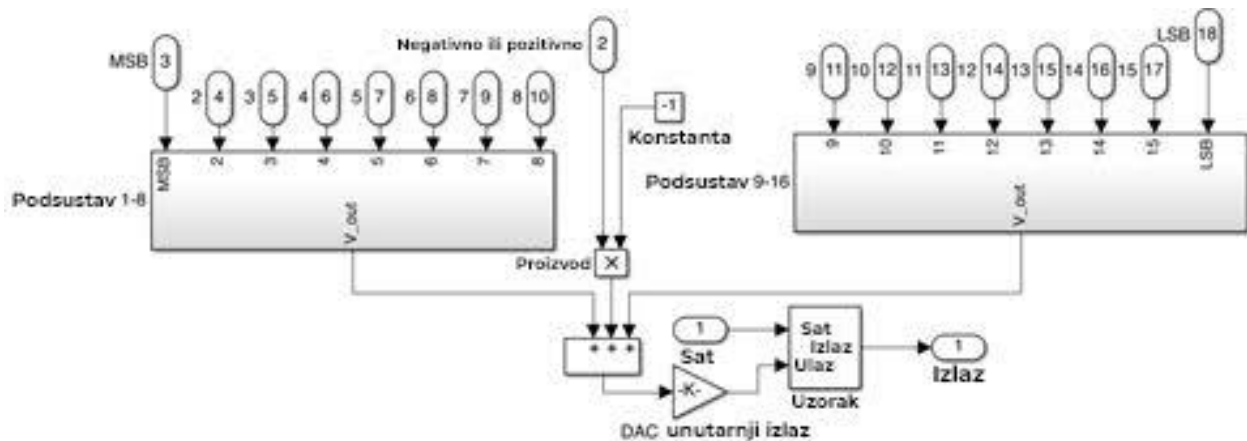 MSB 3
Negativno ili pozitivno 2
LSB 18
2 4 3 5 4 6 5 7 6 8 7 9 8 10
9 11 10 12 11 13 12 14 13 15 14 16 15 17
-1
Konstanta
MSB 2 3 4 5 6 7 8
9 10 11 12 13 14 15 LSB
Podsustav 1-8
Podsustav 9-16
V_out
V_out
Proizvod ×
+ + +
1
Sat
Sat
Izlaz
Ulaz
1
Izlaz
-K-
Uzorak
DAC unutarnji izlaz